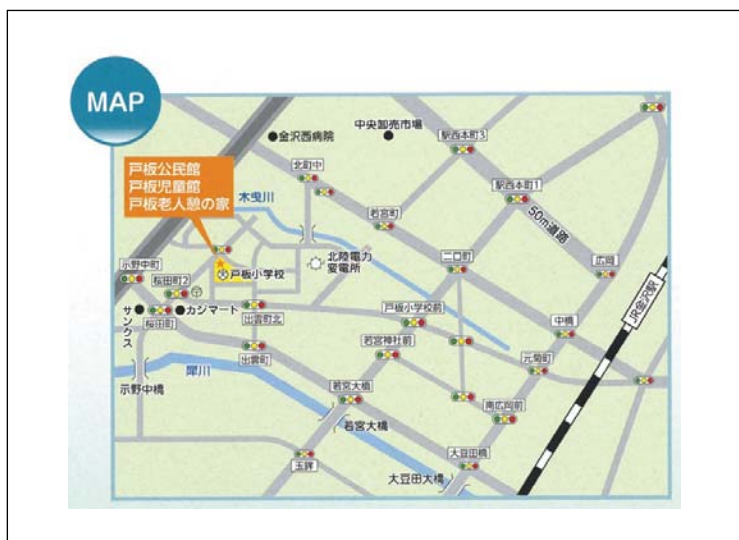 MAP
金沢西病院
中央卸売市場
駅西本町3
戸板公民館
戸板児童館
戸板老人憩の家
北町中
木曳川
駅西本町1
若宮町
50m道路
示野中町
桜田町2
戸板小学校
北陸電力
変電所
二口町
広岡
サンクス
カジマート
桜田町
出雲町北
戸板小学校前
JR金沢駅
中橋
若宮神社前
出雲町
元菊町
犀川
示野中橋
若宮大橋
南広岡前
若宮大橋
玉鉾
大豆田橋
大豆田大橋